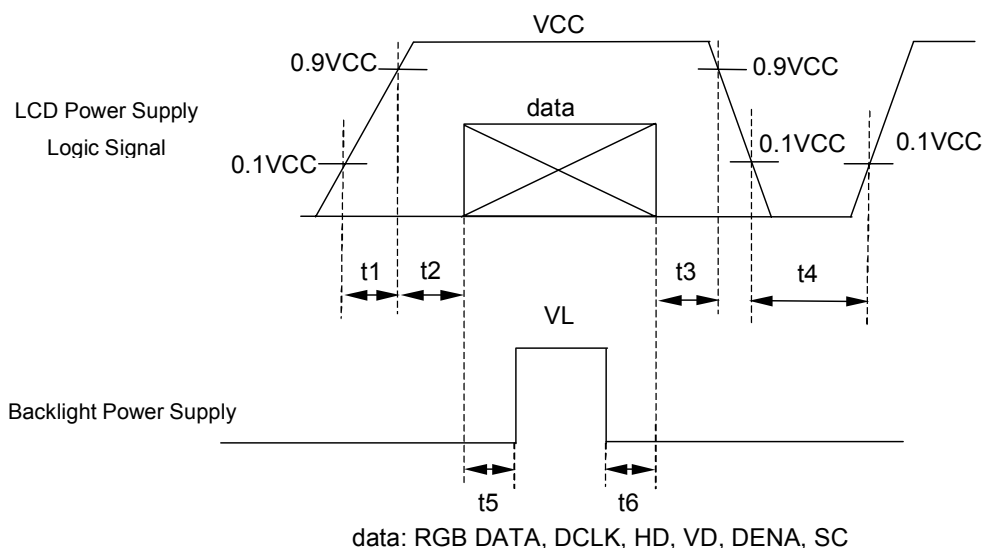 VCC
0.9VCC
0.9VCC
LCD Power Supply
Logic Signal
data
0.1VCC
0.1VCC
0.1VCC
t1
t2
t3
t4
VL
Backlight Power Supply
t5
t6
data: RGB DATA, DCLK, HD, VD, DENA, SC